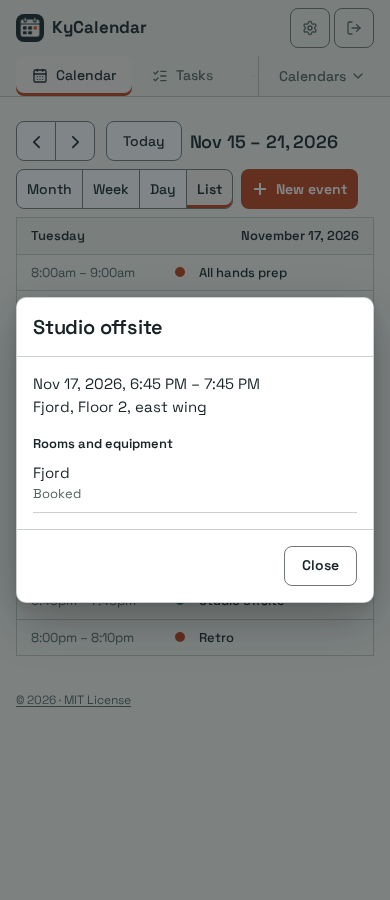 KyCalendar
Calendar
Tasks
Calendars
Today
Nov 15 – 21, 2026
Month
Week
Day
List
New event
Tuesday
November 17, 2026
8:00am – 9:00am
All hands prep
Studio offsite
Nov 17, 2026, 6:45 PM – 7:45 PM
Fjord, Floor 2, east wing
Rooms and equipment
Fjord
Booked
Close
8:00pm – 8:10pm
Retro
© 2026 · MIT License